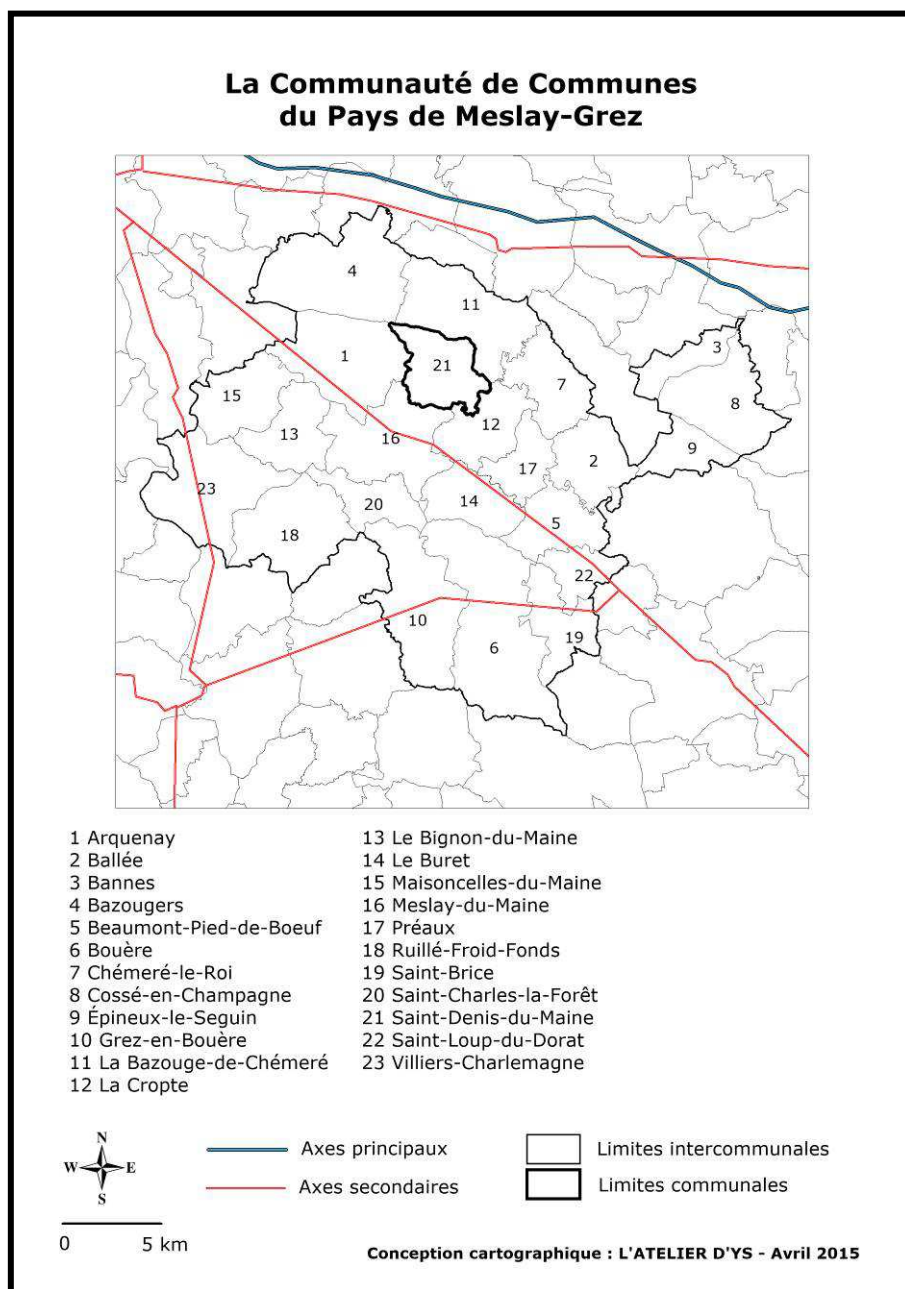 La Communauté de Communes
du Pays de Meslay-Grez
4
11
3
1
21
7
15
8
12
13
16
9
17
2
23
20
14
5
18
22
10
19
6
1 Arquenay
2 Ballée
3 Bannes
4 Bazougers
5 Beaumont-Pied-de-Boeuf
6 Bouère
7 Chémeré-le-Roi
8 Cossé-en-Champagne
9 Épineux-le-Seguin
10 Grez-en-Bouère
11 La Bazouge-de-Chémeré
12 La Cropte
13 Le Bignon-du-Maine
14 Le Buret
15 Maisoncelles-du-Maine
16 Meslay-du-Maine
17 Préaux
18 Ruillé-Froid-Fonds
19 Saint-Brice
20 Saint-Charles-la-Forêt
21 Saint-Denis-du-Maine
22 Saint-Loup-du-Dorat
23 Villiers-Charlemagne
N
W E
S
Axes principaux
Axes secondaires
Limites intercommunales
Limites communales
0 5 km
Conception cartographique : L'ATELIER D'YS - Avril 2015